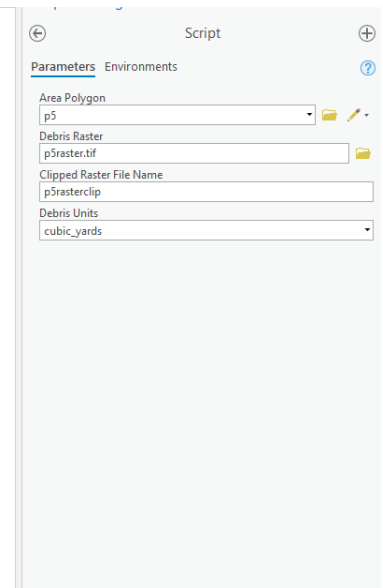 Script
Parameters Environments
?
Area Polygon
p5
Debris Raster
p5raster.tif
Clipped Raster File Name
p5rasterclip
Debris Units
cubic_yards